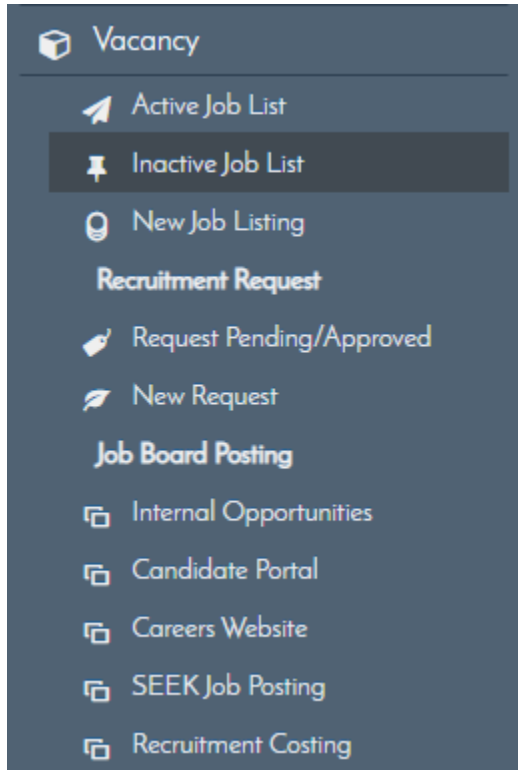 Vacancy
Active Job List
Inactive Job List
New Job Listing
Recruitment Request
Request Pending/Approved
New Request
Job Board Posting
Internal Opportunities
Candidate Portal
Careers Website
SEEK Job Posting
Recruitment Costing